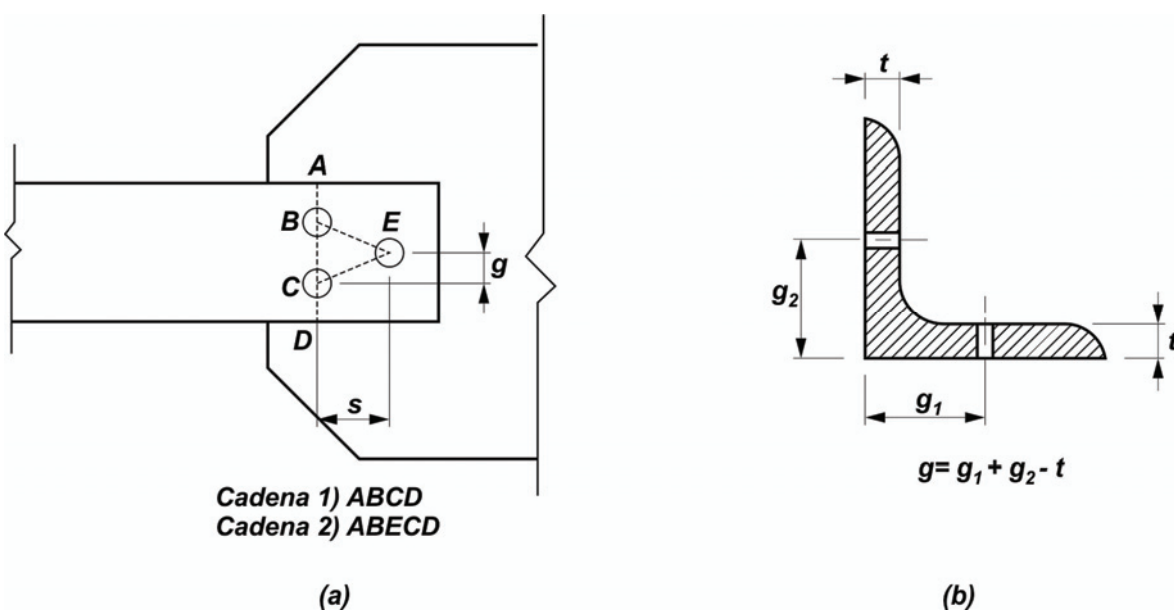 A
B
E
C
g
D
s
Cadena 1) ABCD
Cadena 2) ABECD
(a)
t
g2
t
g1
g= g1 + g2 - t
(b)